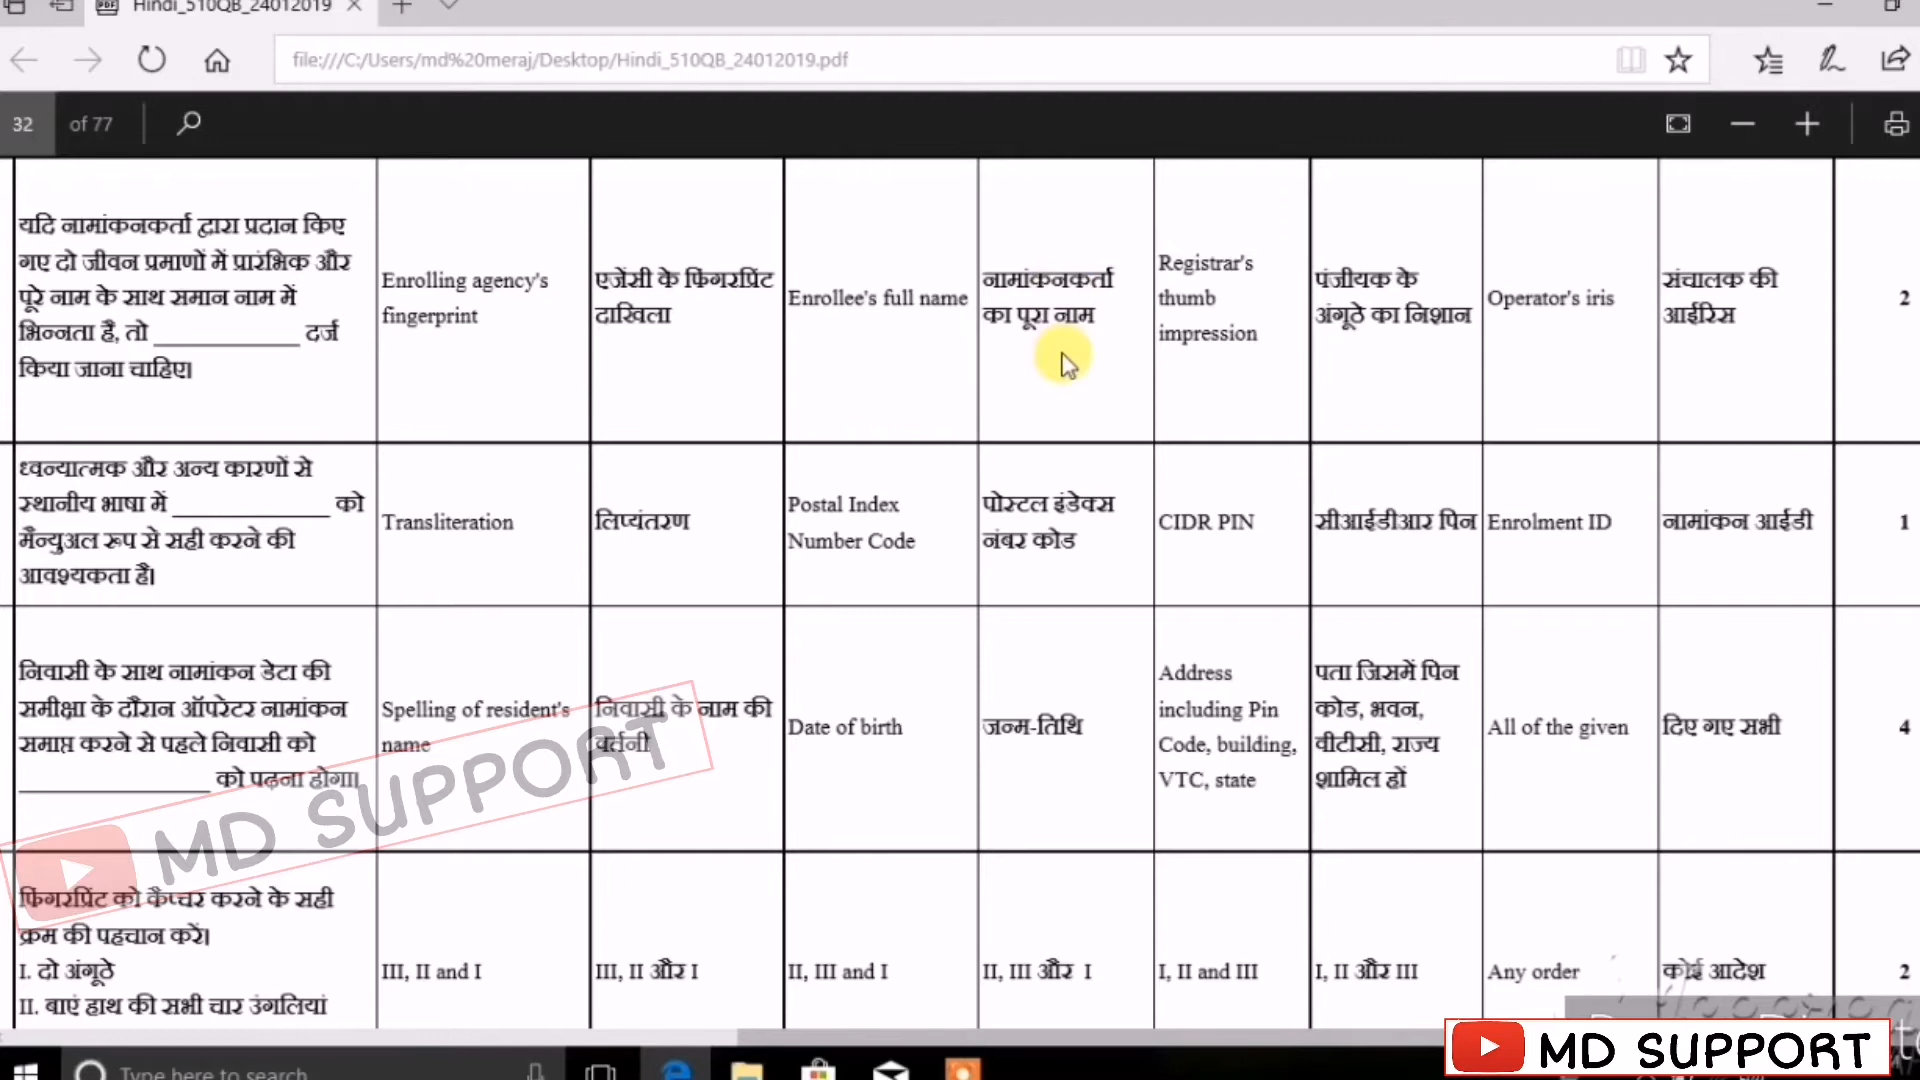 Hindi_510QB_24012019
file:///C:/Users/md%20meraj/Desktop/Hindi_510QB_24012019.pdf
32 of 77
यदि नामांकनकर्ता द्वारा प्रदान किए
गए दो जीवन प्रमाणों में प्रारंभिक और
पूरे नाम के साथ समान नाम में
भिन्नता हैं, तो ____________ दर्ज
किया जाना चाहिए।
Enrolling agency's
fingerprint
एजेंसी के फिंगरप्रिंट
दाखिला
Enrollee's full name
नामांकनकर्ता
का पूरा नाम
Registrar's
thumb
impression
पंजीयक के
अंगूठे का निशान
Operator's iris
संचालक की
आईरिस
2
ध्वन्यात्मक और अन्य कारणों से
स्थानीय भाषा में _____________ को
मैन्युअल रूप से सही करने की
आवश्यकता है।
Transliteration
लिप्यंतरण
Postal Index
Number Code
पोस्टल इंडेक्स
नंबर कोड
CIDR PIN
सीआईडीआर पिन
Enrolment ID
नामांकन आईडी
1
निवासी के साथ नामांकन डेटा की
समीक्षा के दौरान ऑपरेटर नामांकन
समाप्त करने से पहले निवासी को
________________ को पढ़ना होगा।
Spelling of resident's
name
निवासी के नाम की
वर्तनी
Date of birth
जन्म-तिथि
Address
including Pin
Code, building,
VTC, state
पता जिसमें पिन
कोड, भवन,
वीटीसी, राज्य
शामिल हों
All of the given
दिए गए सभी
4
फिंगरप्रिंट को कैप्चर करने के सही
क्रम की पहचान करें।
I. दो अंगूठे
II. बाएं हाथ की सभी चार उंगलियां
III, II and I
III, II और I
II, III and I
II, III और I
I, II and III
I, II और III
Any order
कोई आदेश
2
MD SUPPORT
Type here to search
MD SUPPORT